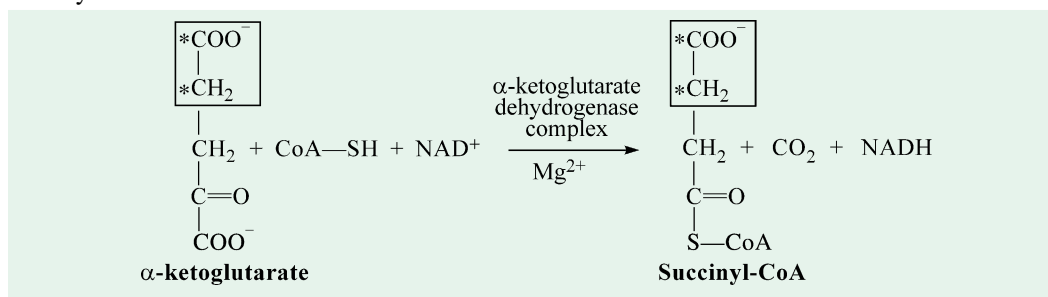 *COO⁻
*CH₂
CH₂ + CoA—SH + NAD⁺
C=O
COO⁻
α-ketoglutarate
α-ketoglutarate
dehydrogenase
complex
Mg²⁺
*COO⁻
*CH₂
CH₂ + CO₂ + NADH
C=O
S—CoA
Succinyl-CoA